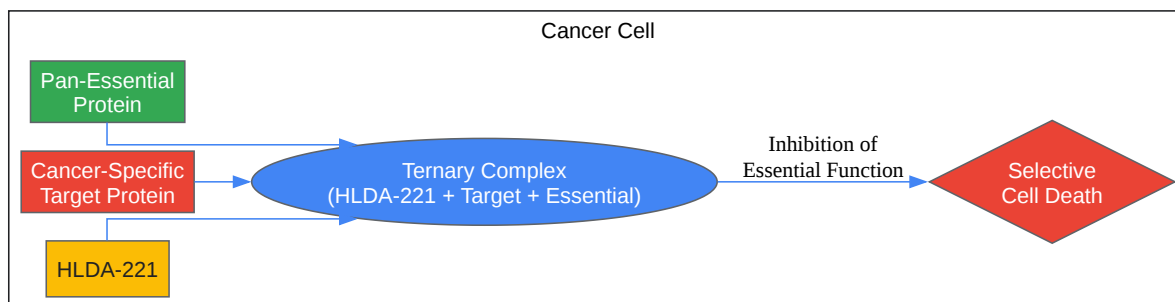 Cancer Cell
Pan-Essential
Protein
Cancer-Specific
Target Protein
HLDA-221
Ternary Complex
(HLDA-221 + Target + Essential)
Inhibition of
Essential Function
Selective
Cell Death